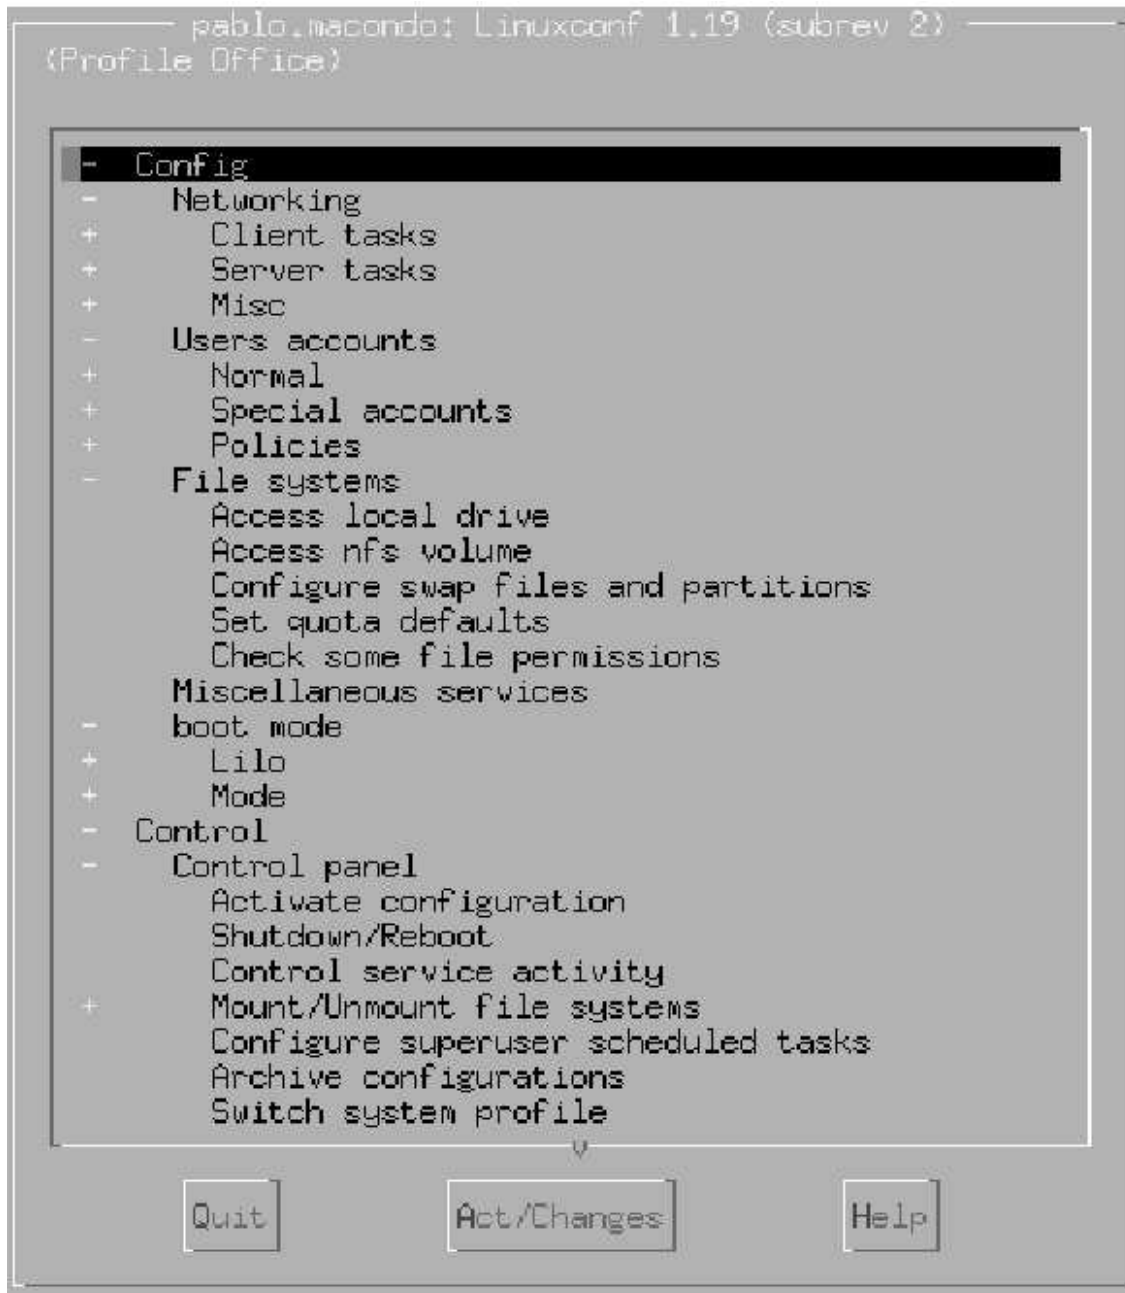 pablo.macondo: Linuxconf 1.19 (subrev 2)
(Profile Office)
- Config
- Networking
+ Client tasks
+ Server tasks
+ Misc
- Users accounts
+ Normal
+ Special accounts
+ Policies
- File systems
Access local drive
Access nfs volume
Configure swap files and partitions
Set quota defaults
Check some file permissions
Miscellaneous services
- boot mode
+ Lilo
+ Mode
- Control
- Control panel
Activate configuration
Shutdown/Reboot
Control service activity
+ Mount/Unmount file systems
Configure superuser scheduled tasks
Archive configurations
Switch system profile
v
Quit Act/Changes Help